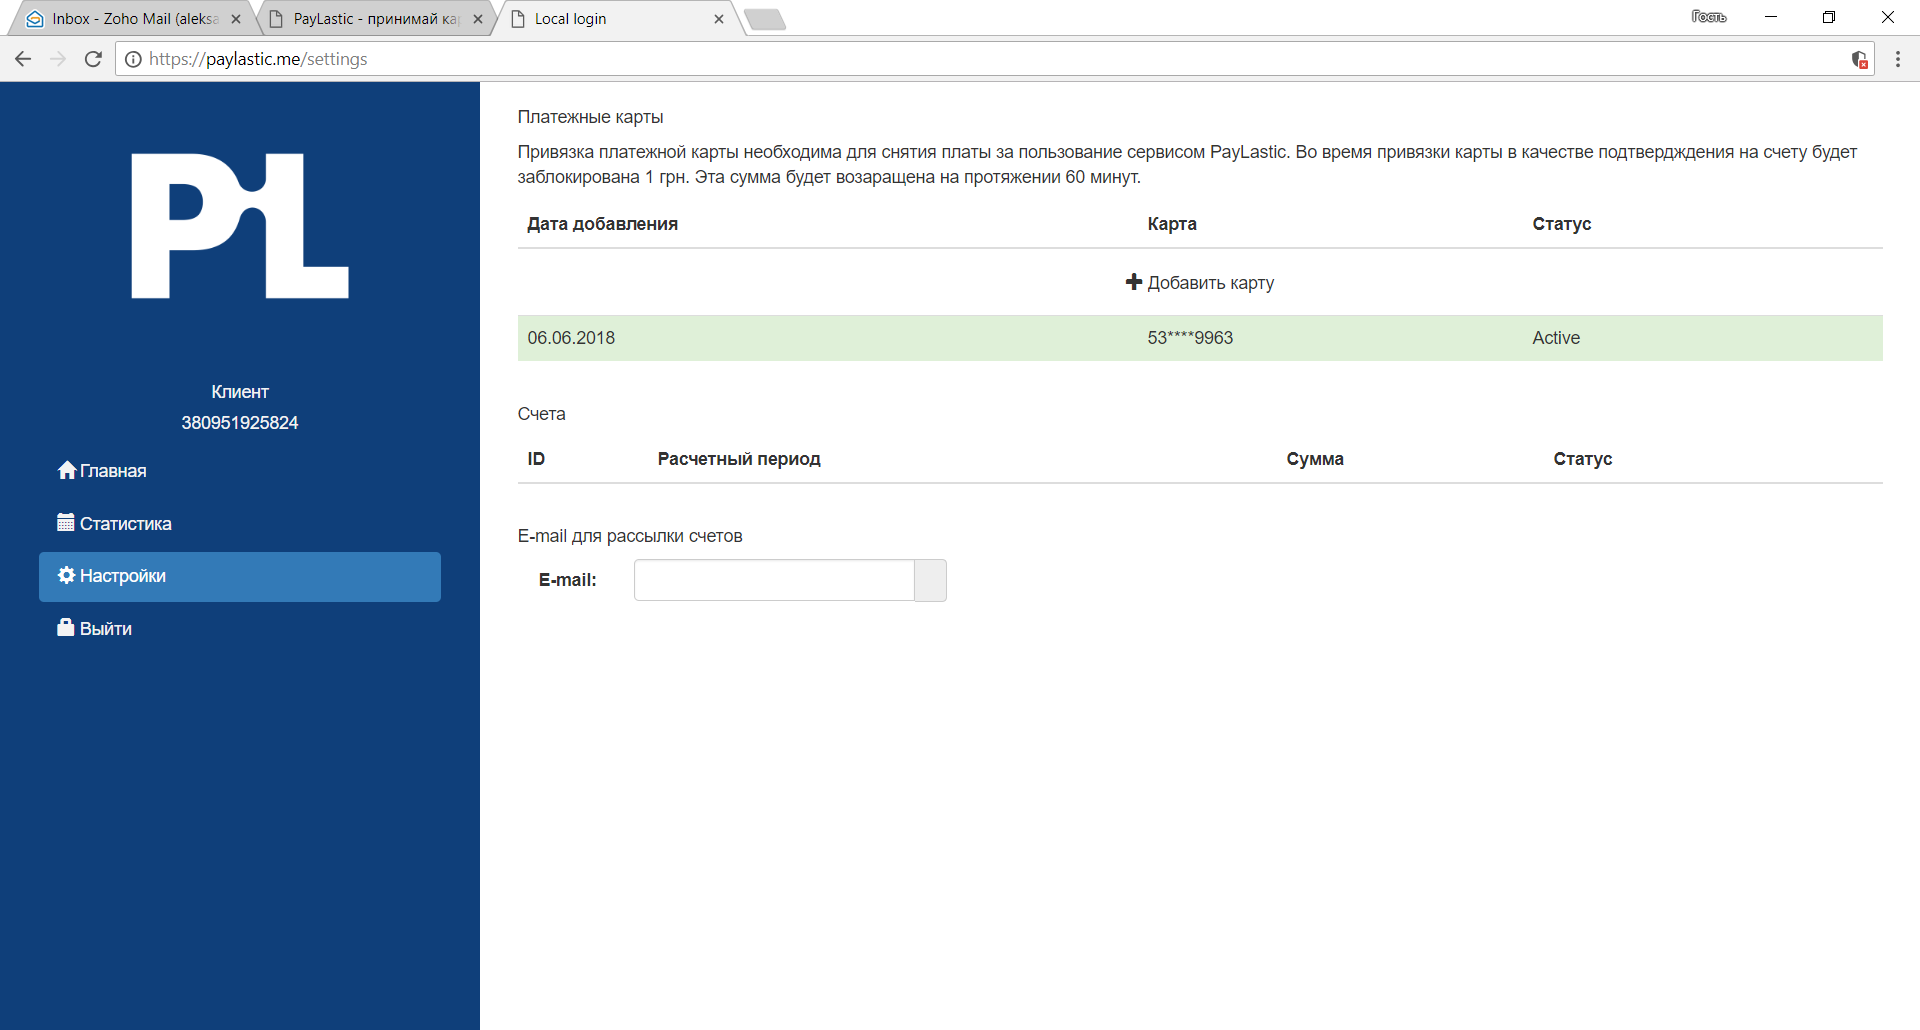 Inbox - Zoho Mail (aleksa
PayLastic - принимай ка
Local login
Гость
https://paylastic.me/settings
PL
Клиент
380951925824
Главная
Статистика
Настройки
Выйти
Платежные карты
Привязка платежной карты необходима для снятия платы за пользование сервисом PayLastic. Во время привязки карты в качестве подтвердждения на счету будет
заблокирована 1 грн. Эта сумма будет возаращена на протяжении 60 минут.
Дата добавления Карта Статус
Добавить карту
06.06.2018 53****9963 Active
Счета
ID Расчетный период Сумма Статус
E-mail для рассылки счетов
E-mail: